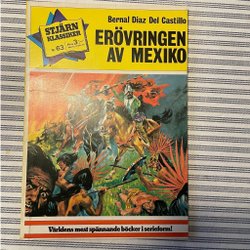 Bernal Diaz Del Castillo
STJÄRN
KLASSIKER
ERÖVRINGEN
AV MEXIKO
Världens mest spännande böcker i serieform!